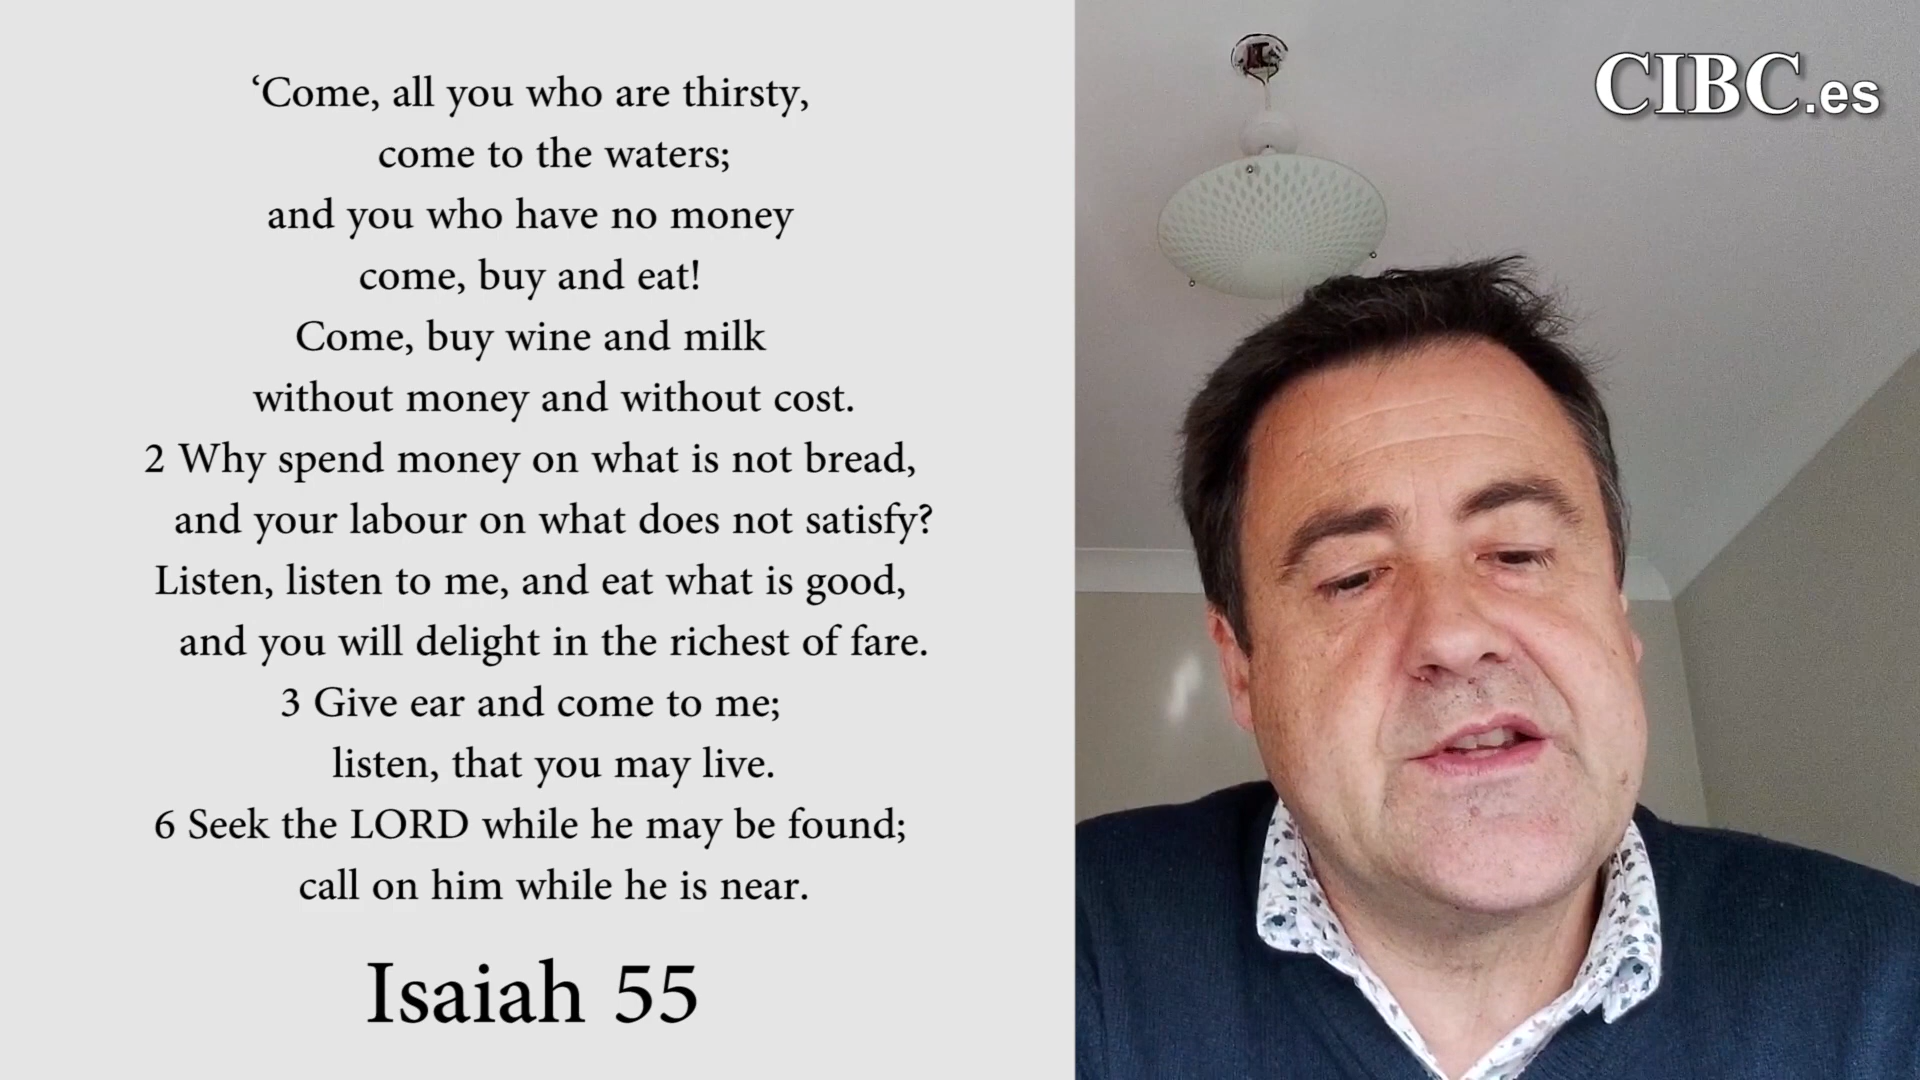 ‘Come, all you who are thirsty,
come to the waters;
and you who have no money
come, buy and eat!
Come, buy wine and milk
without money and without cost.
2 Why spend money on what is not bread,
and your labour on what does not satisfy?
Listen, listen to me, and eat what is good,
and you will delight in the richest of fare.
3 Give ear and come to me;
listen, that you may live.
6 Seek the LORD while he may be found;
call on him while he is near.
Isaiah 55
CIBC.es